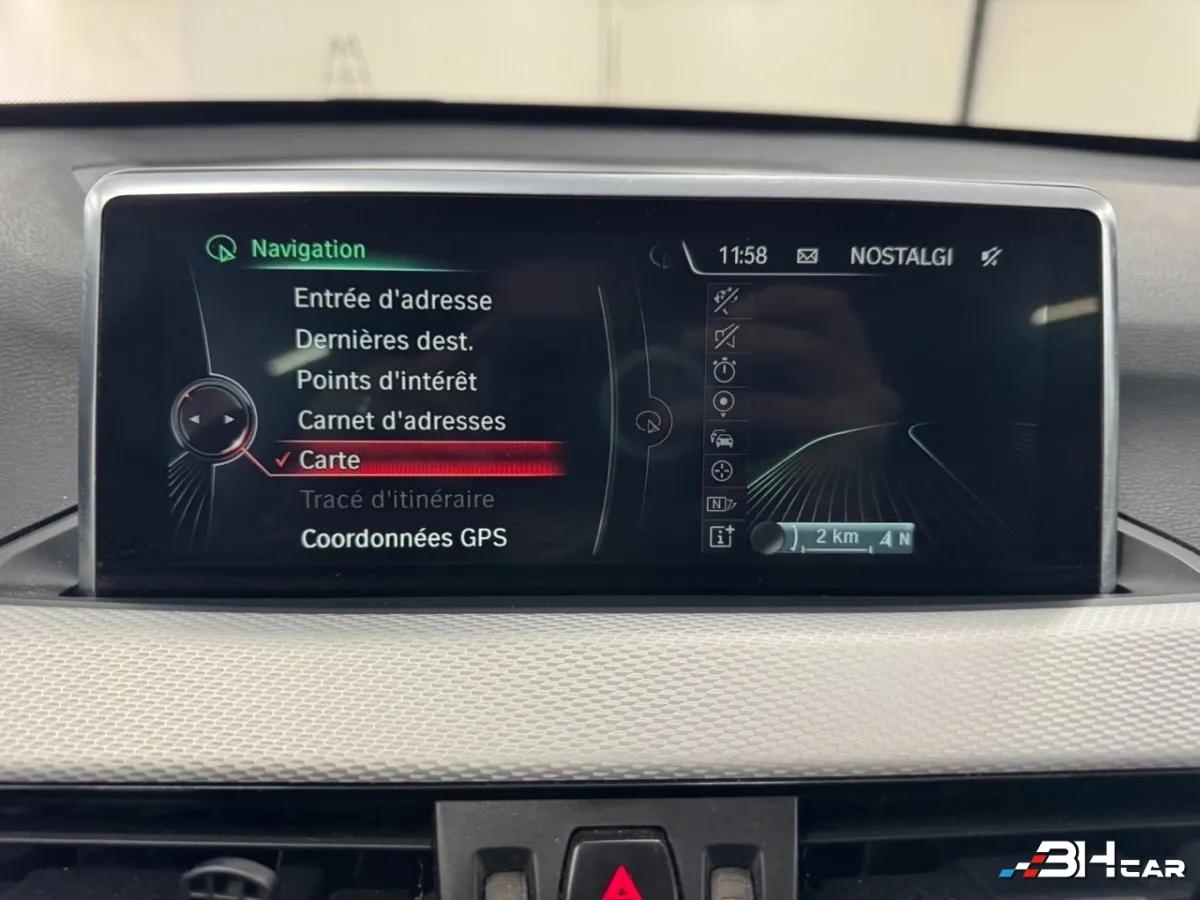 Navigation
11:58 NOSTALGI
Entrée d'adresse
Dernières dest.
Points d'intérêt
Carnet d'adresses
Carte
Tracé d'itinéraire
Coordonnées GPS
N
2 km N
3HCAR